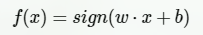 f(x) = sign(w · x + b)